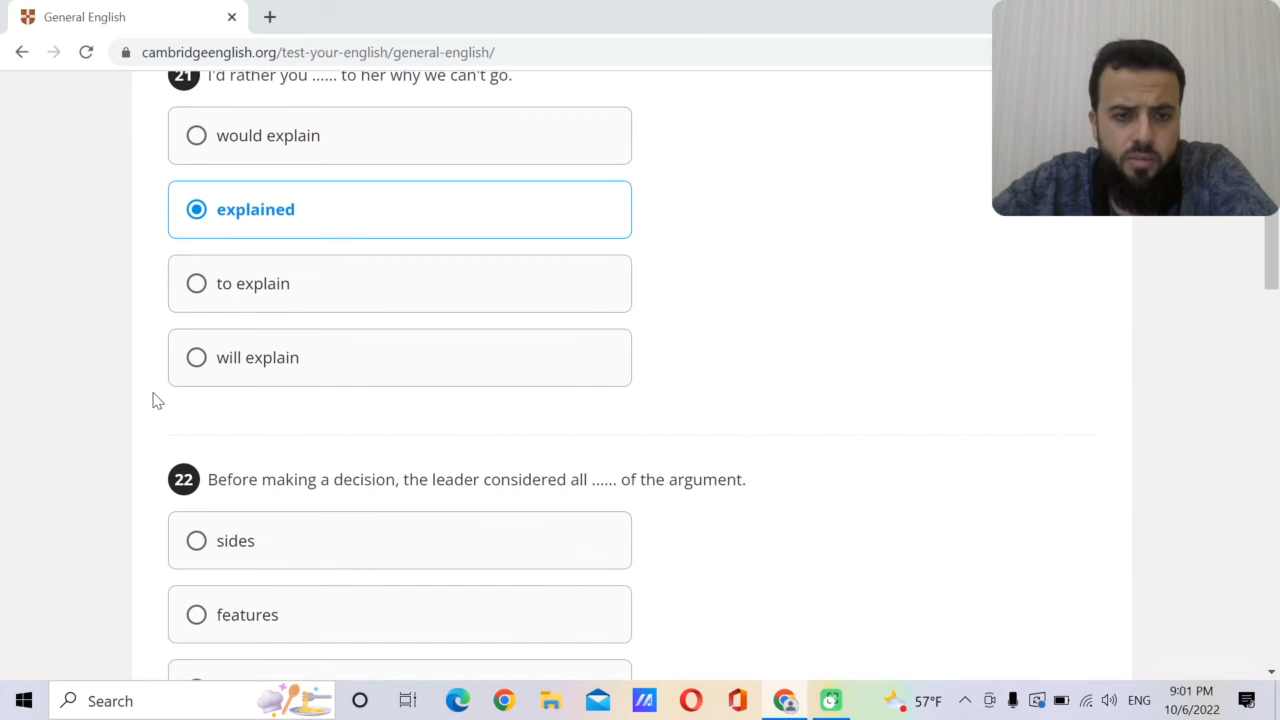 General English
cambridgeenglish.org/test-your-english/general-english/
21 I'd rather you ...... to her why we can't go.
would explain
explained
to explain
will explain
22 Before making a decision, the leader considered all ...... of the argument.
sides
features
Search
57°F
ENG
9:01 PM
10/6/2022